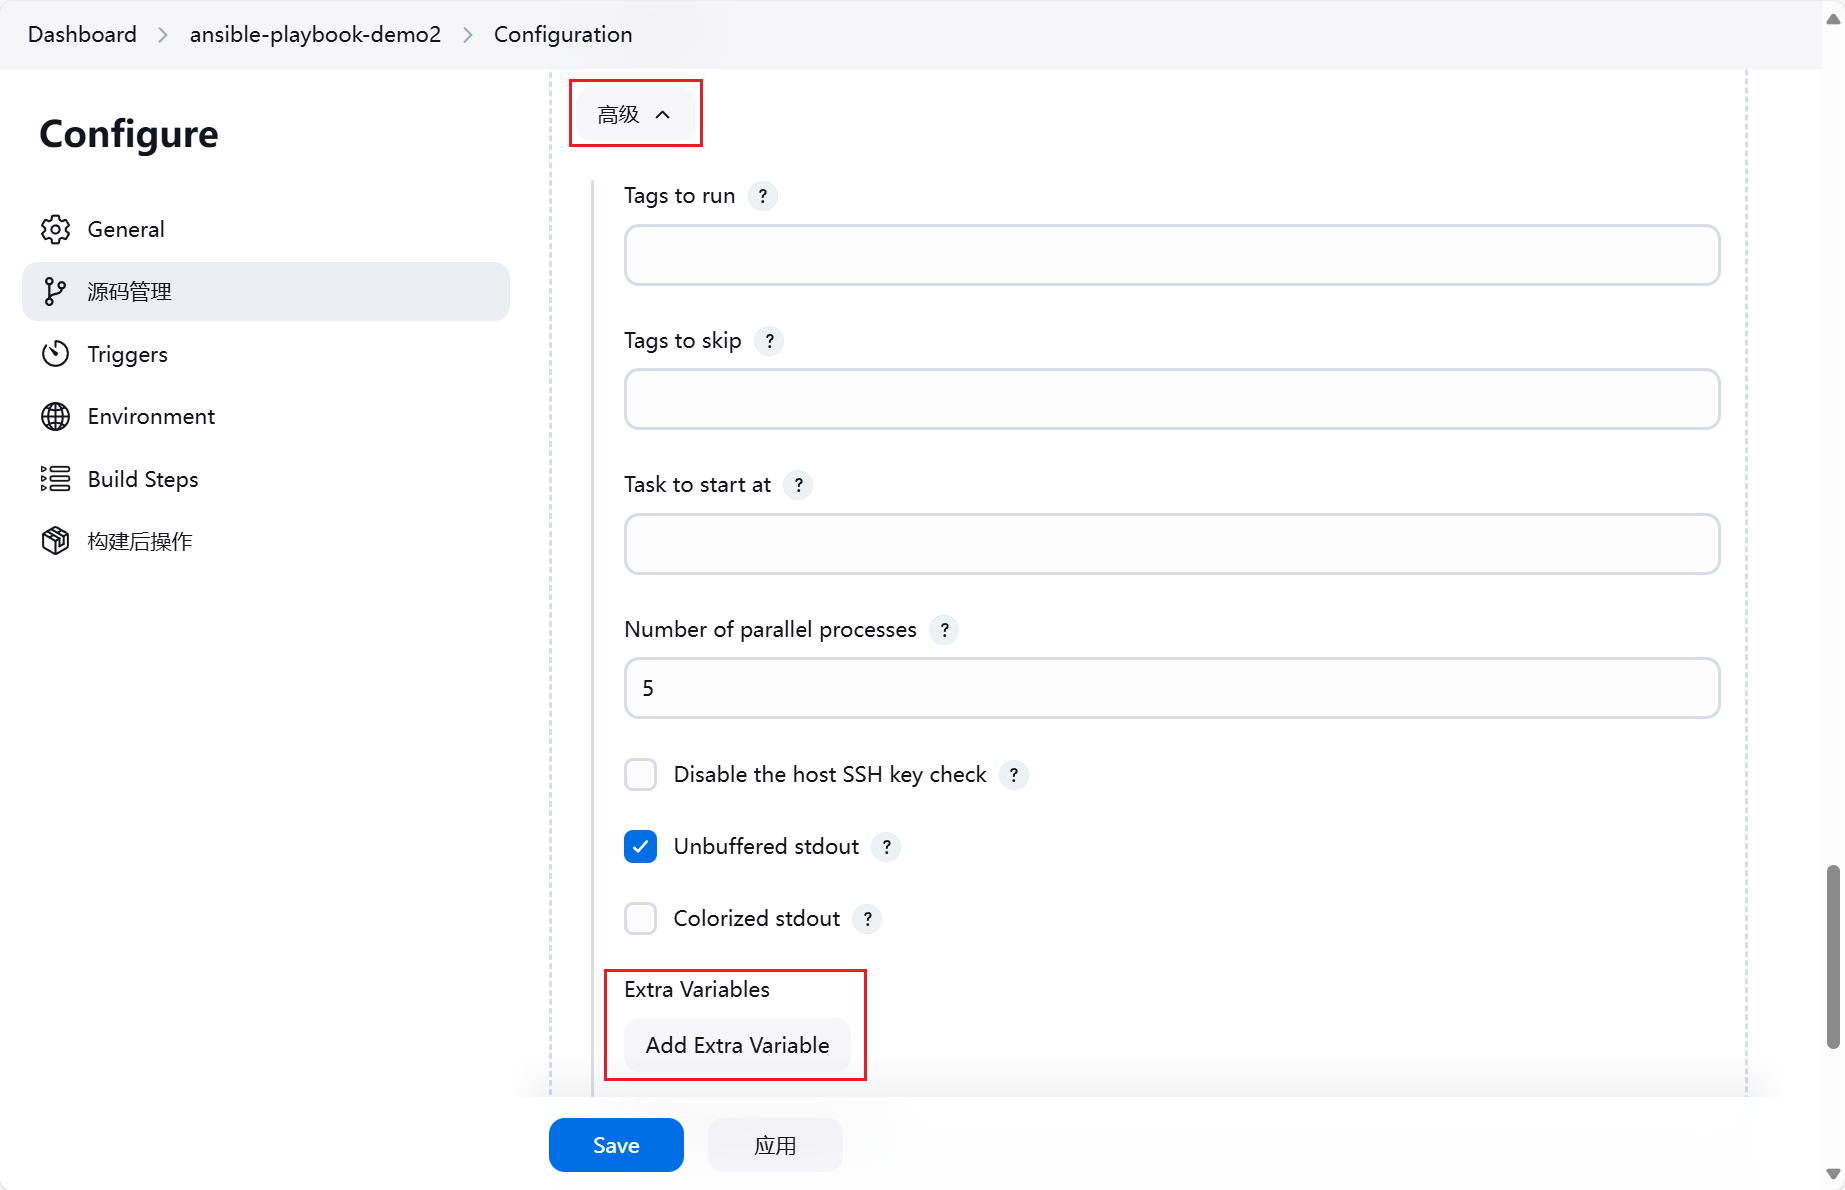 Dashboard > ansible-playbook-demo2 > Configuration
Configure
General
源码管理
Triggers
Environment
Build Steps
构建后操作
高级
Tags to run ?
Tags to skip ?
Task to start at ?
Number of parallel processes ?
5
Disable the host SSH key check ?
Unbuffered stdout ?
Colorized stdout ?
Extra Variables
Add Extra Variable
Save
应用